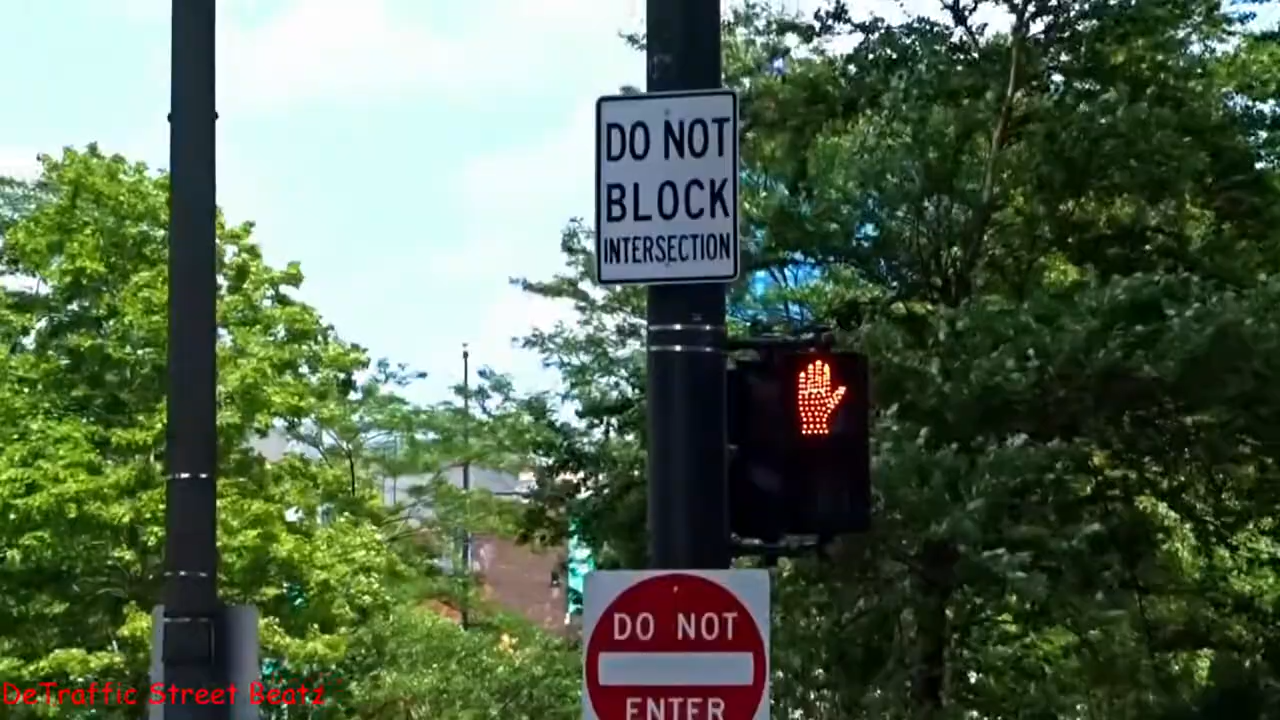 DO NOT
BLOCK
INTERSECTION
DO NOT
ENTER
DeTraffic Street Beatz